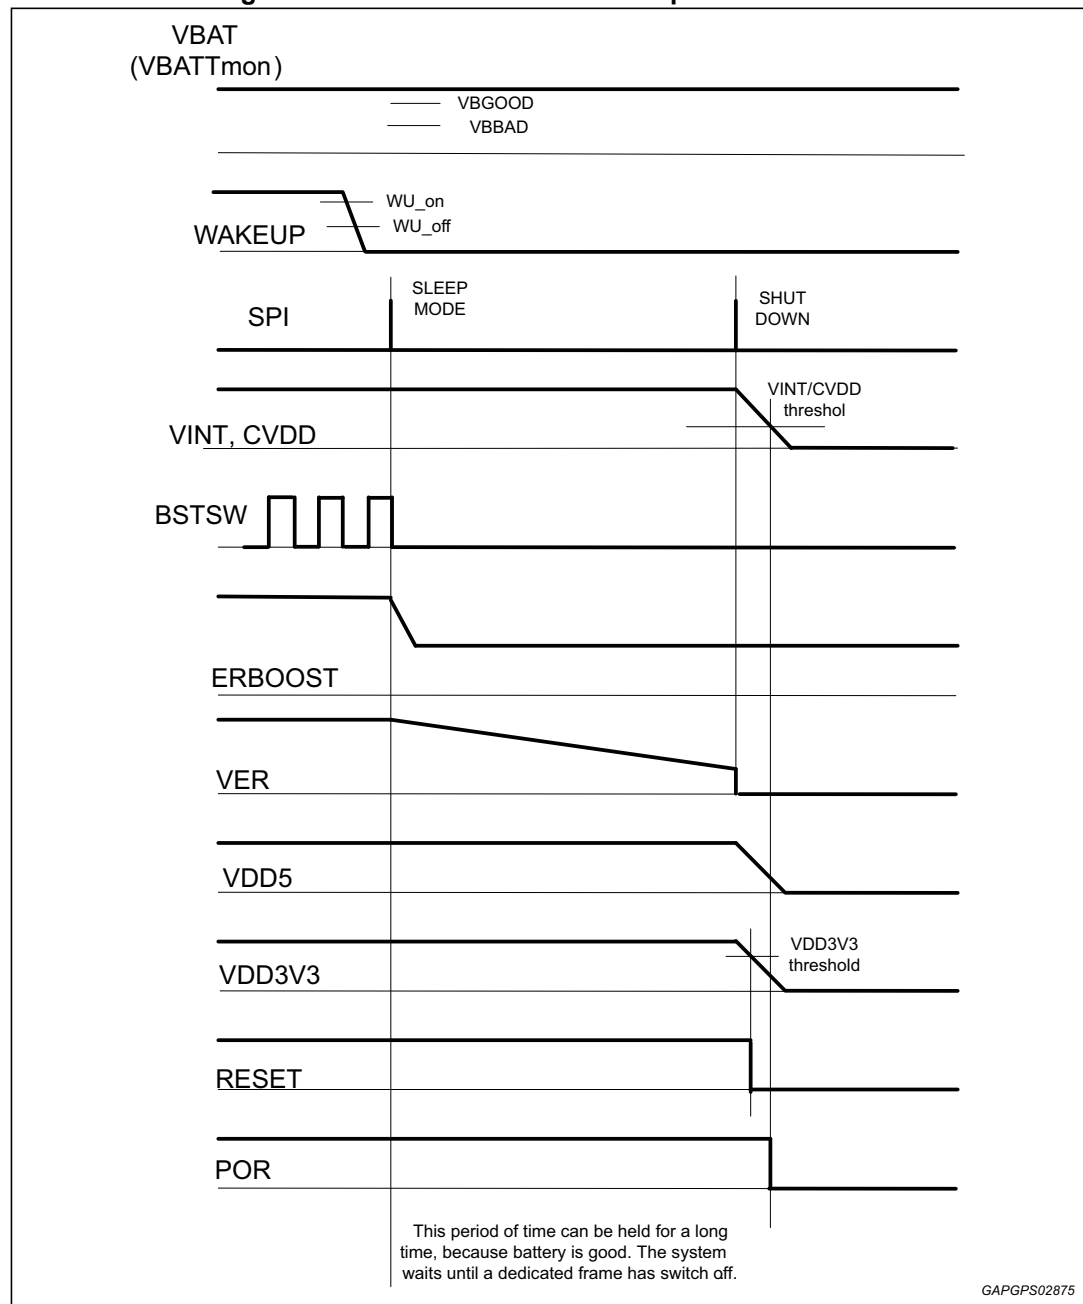 VBAT
(VBATTmon)
VBGOOD
VBBAD
WU_on
WU_off
WAKEUP
SLEEP
MODE
SHUT
DOWN
SPI
VINT/CVDD
threshol
VINT, CVDD
BSTSW
ERBOOST
VER
VDD5
VDD3V3
threshold
VDD3V3
RESET
POR
This period of time can be held for a long
time, because battery is good. The system
waits until a dedicated frame has switch off.
GAPGPS02875